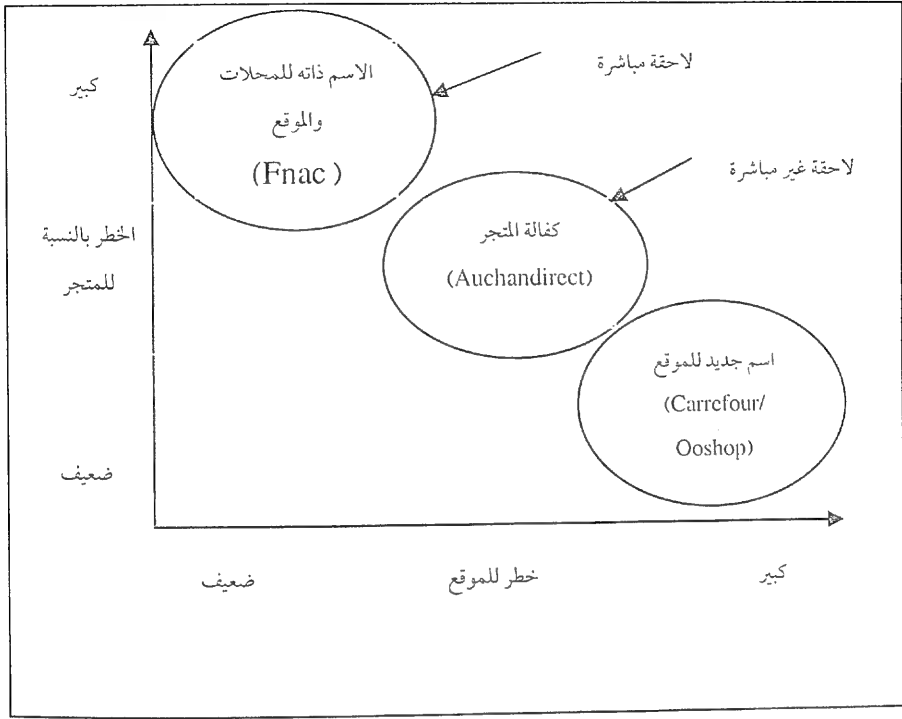 الاسم ذاته للمحلات
والموقع
(Fnac)
لاحقة مباشرة
كبير
لاحقة غير مباشرة
كفالة المتجر
(Auchandirect)
الخطر بالنسبة
للمتجر
اسم جديد للموقع
(Carrefour/
Ooshop)
ضعيف
ضعيف
خطر للموقع
كبير